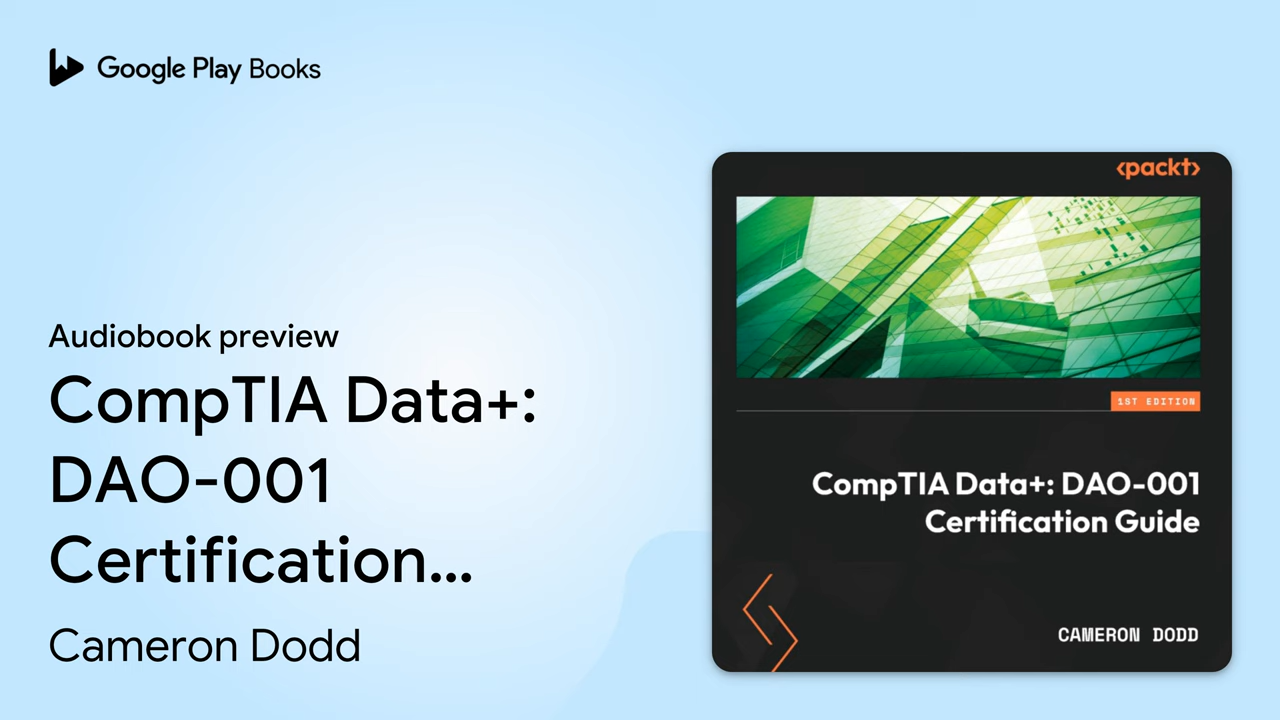 Google Play Books
Audiobook preview
CompTIA Data+:
DAO-001
Certification...
Cameron Dodd
<packt>
1ST EDITION
CompTIA Data+: DAO-001
Certification Guide
CAMERON DODD